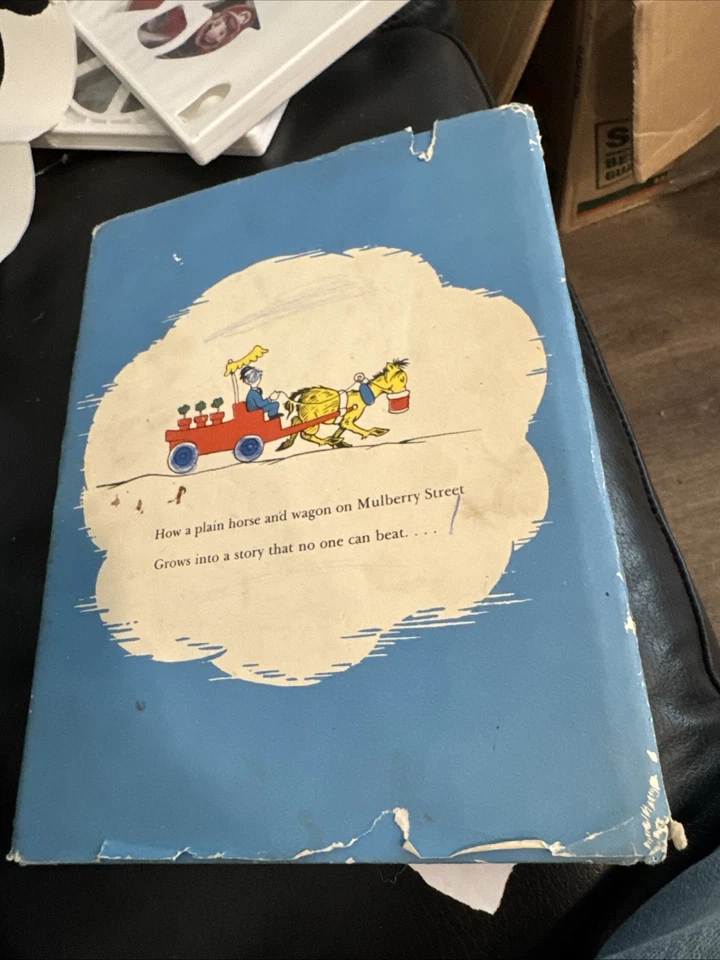 How a plain horse and wagon on Mulberry Street
Grows into a story that no one can beat. . . .